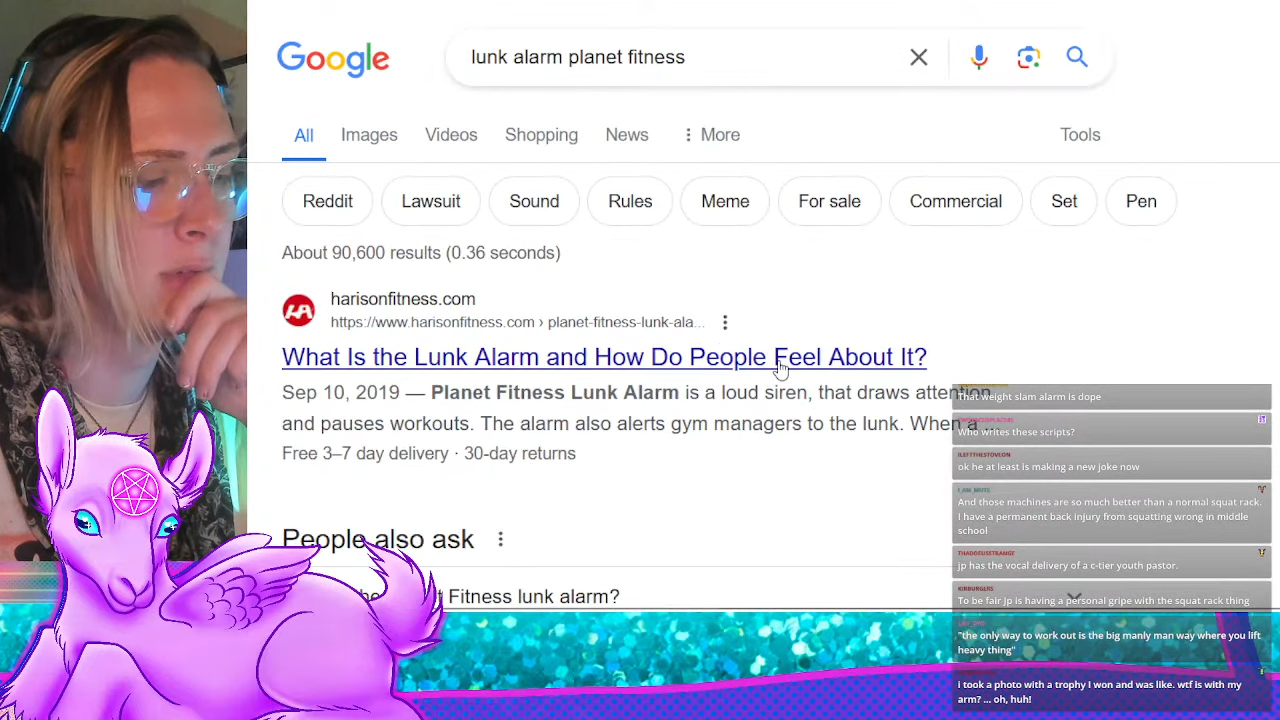 Google
lunk alarm planet fitness
All Images Videos Shopping News More Tools
Reddit Lawsuit Sound Rules Meme For sale Commercial Set Pen
About 90,600 results (0.36 seconds)
harisonfitness.com
https://www.harisonfitness.com › planet-fitness-lunk-ala...
What Is the Lunk Alarm and How Do People Feel About It?
Sep 10, 2019 — Planet Fitness Lunk Alarm is a loud siren, that draws attention
and pauses workouts. The alarm also alerts gym managers to the lunk. When a
Free 3–7 day delivery · 30-day returns
People also ask
Fitness lunk alarm?
That weight slam alarm is dope
Who writes these scripts?
ILEFTTHESTOVEON
ok he at least is making a new joke now
I_AM_MUTS
And those machines are so much better than a normal squat rack.
I have a permanent back injury from squatting wrong in middle
school
THADDEUSETRANGE
jp has the vocal delivery of a c-tier youth pastor.
KIRBURGERS
To be fair Jp is having a personal gripe with the squat rack thing
"the only way to work out is the big manly man way where you lift
heavy thing"
i took a photo with a trophy I won and was like. wtf is with my
arm? ... oh, huh!